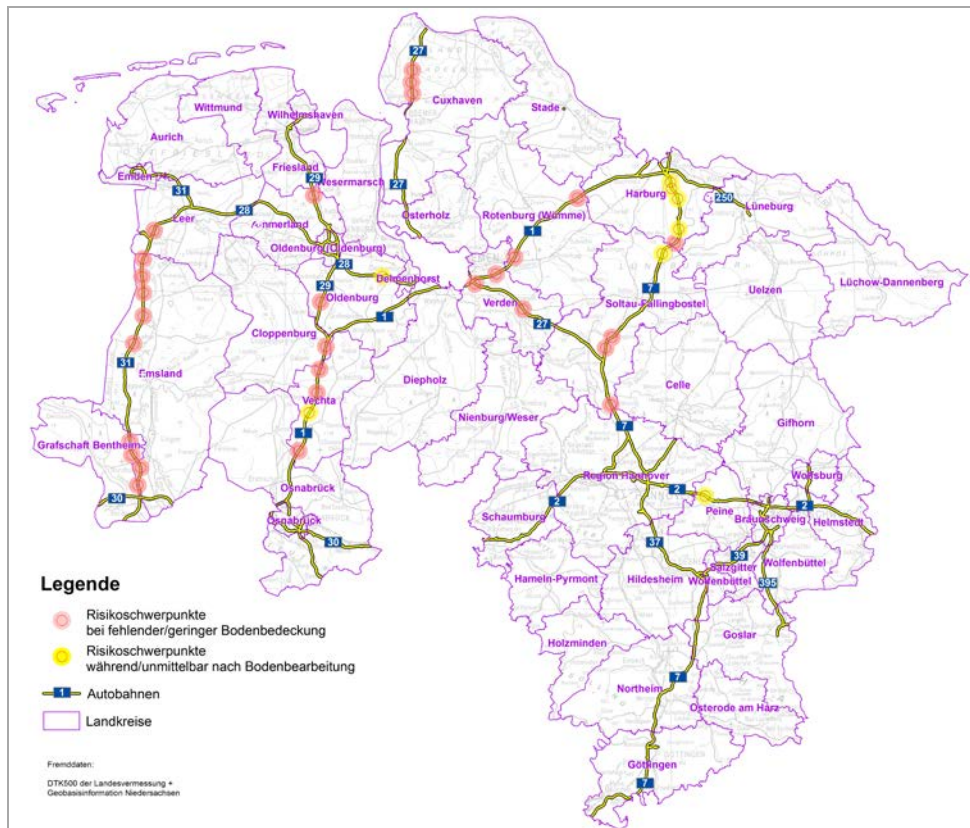 27
Cuxhaven
Stade
Wittmund
Wilhelmshaven
Aurich
Friesland
Emden
29
Wesermarsch
31
27
Osterholz
Harburg
250
Lüneburg
Leer
28
Ammerland
Rotenburg (Wümme)
1
Oldenburg (Oldenburg)
28
Delmenhorst
29
Oldenburg
1
Verden
27
7
Soltau-Fallingbostel
Uelzen
Lüchow-Dannenberg
Cloppenburg
31
Emsland
Diepholz
Celle
Vechta
Nienburg/Weser
Gifhorn
Grafschaft Bentheim
1
7
30
Osnabrück
Region Hannover
2
Wolfsburg
2
Peine
2
Schaumburg
Braunschweig
Helmstedt
Osnabrück
30
37
39
Salzgitter
Wolfenbüttel
Hameln-Pyrmont
Hildesheim
Wolfenbüttel
395
Goslar
Holzminden
7
Northeim
Osterode am Harz
Göttingen
7
Legende
Risikoschwerpunkte
bei fehlender/geringer Bodenbedeckung
Risikoschwerpunkte
während/unmittelbar nach Bodenbearbeitung
1 Autobahnen
Landkreise
Fremddaten:
DTK500 der Landesvermessung +
Geobasisinformation Niedersachsen